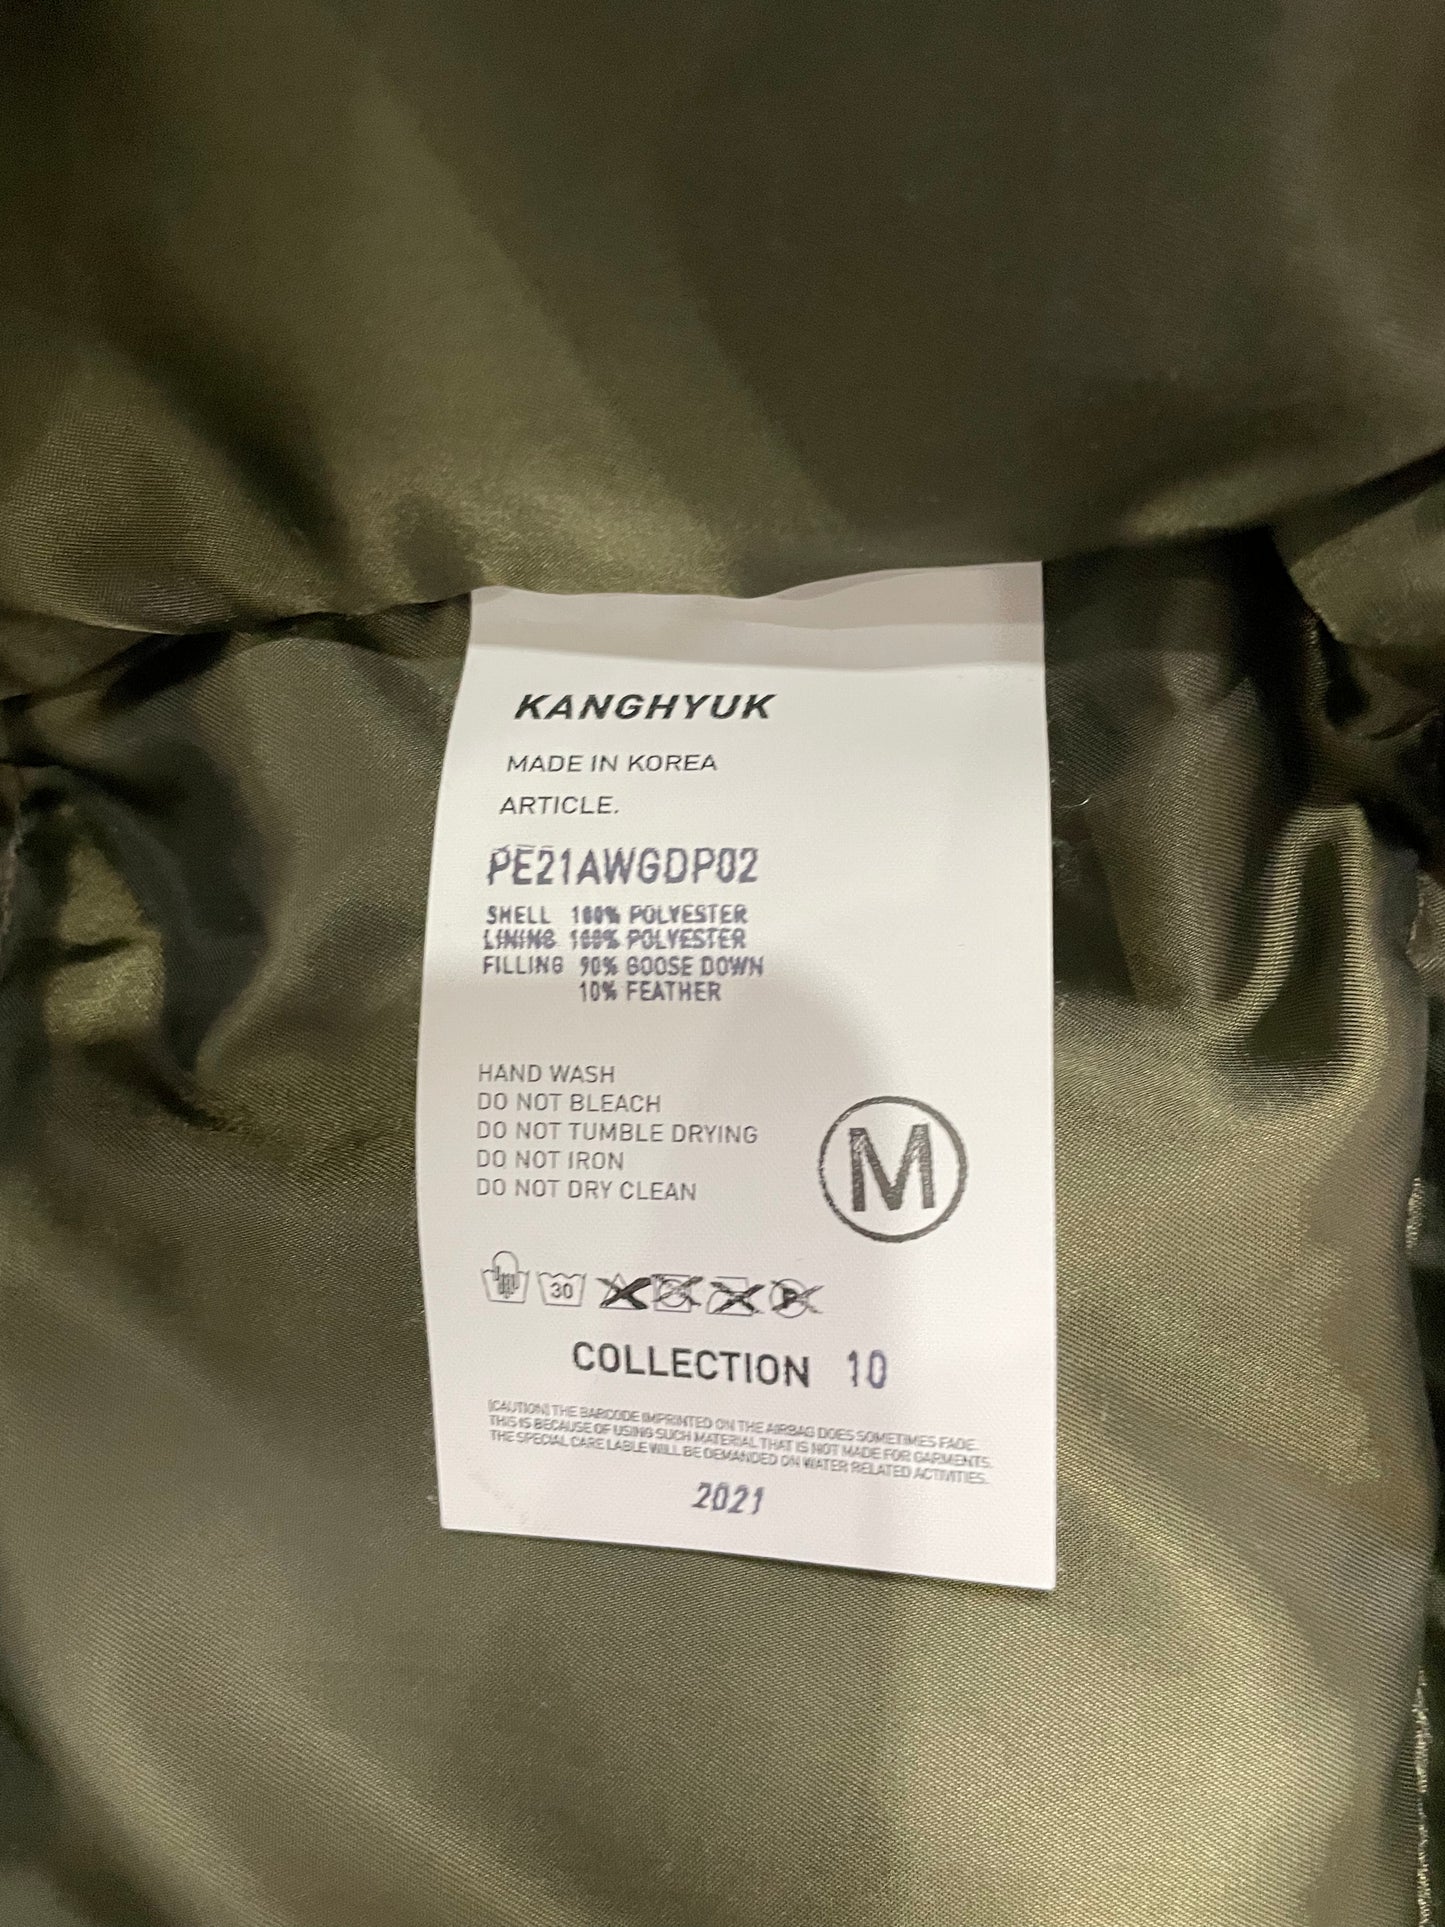 KANGHYUK
MADE IN KOREA
ARTICLE.
PE21AWGDP02
SHELL 100% POLYESTER
LINING 100% POLYESTER
FILLING 90% GOOSE DOWN
10% FEATHER
HAND WASH
DO NOT BLEACH
DO NOT TUMBLE DRYING
DO NOT IRON
DO NOT DRY CLEAN
M
30
P
COLLECTION 10
[CAUTION] THE BARCODE IMPRINTED ON THE AIRBAG DOES SOMETIMES FADE.
THIS IS BECAUSE OF USING SUCH MATERIAL THAT IS NOT MADE FOR GARMENTS.
THE SPECIAL CARE LABLE WILL BE DEMANDED ON WATER RELATED ACTIVITIES.
2021